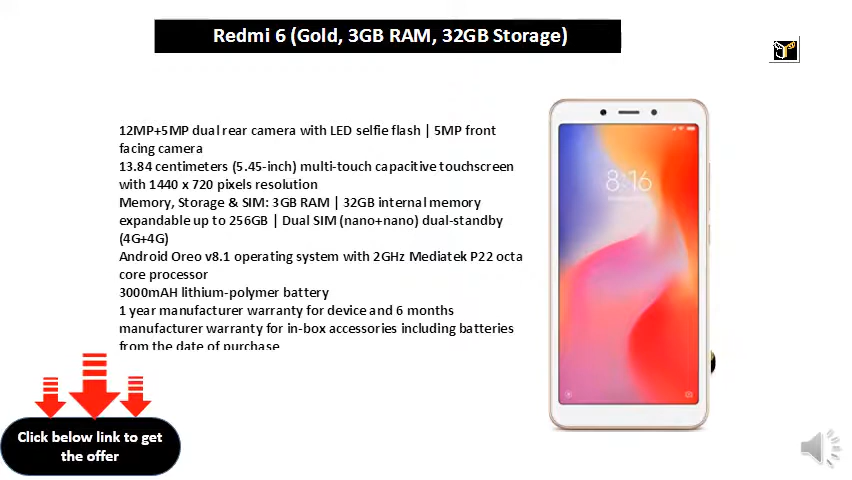 Redmi 6 (Gold, 3GB RAM, 32GB Storage)
12MP+5MP dual rear camera with LED selfie flash | 5MP front
facing camera
13.84 centimeters (5.45-inch) multi-touch capacitive touchscreen
with 1440 x 720 pixels resolution
Memory, Storage & SIM: 3GB RAM | 32GB internal memory
expandable up to 256GB | Dual SIM (nano+nano) dual-standby
(4G+4G)
Android Oreo v8.1 operating system with 2GHz Mediatek P22 octa
core processor
3000mAH lithium-polymer battery
1 year manufacturer warranty for device and 6 months
manufacturer warranty for in-box accessories including batteries
from the date of purchase
8:16
Click below link to get
the offer